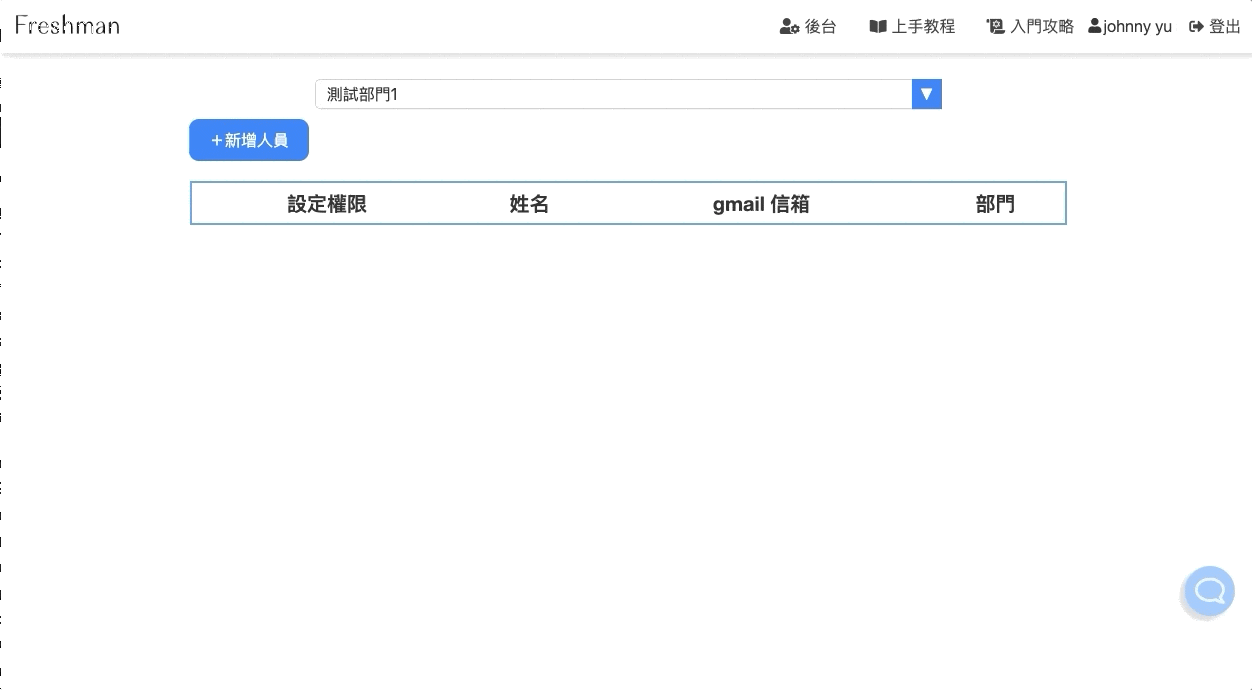 Freshman 後台 上手教程 入門攻略 johnny yu 登出
測試部門1
+新增人員
設定權限 姓名 gmail 信箱 部門